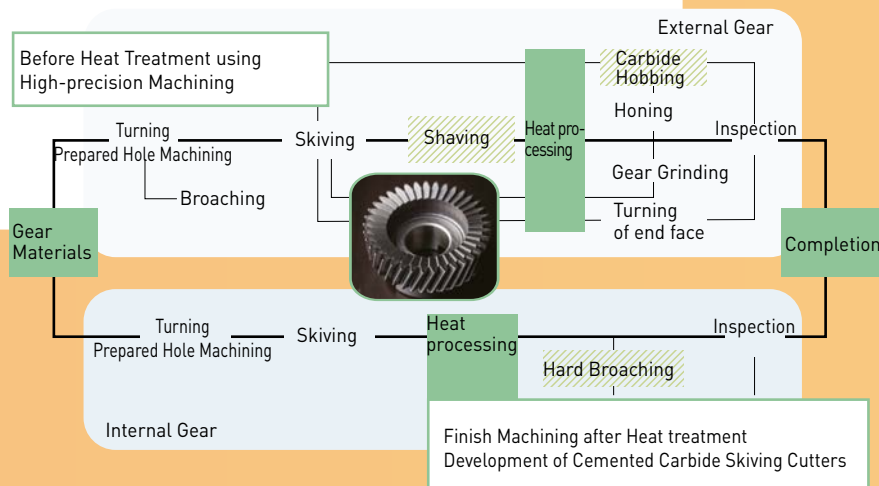 External Gear
Before Heat Treatment using
High-precision Machining
Carbide
Hobbing
Honing
Turning
Prepared Hole Machining
Skiving
Shaving
Heat pro-
cessing
Inspection
Gear Grinding
Broaching
Turning
of end face
Gear
Materials
Completion
Turning
Prepared Hole Machining
Skiving
Heat
processing
Inspection
Hard Broaching
Internal Gear
Finish Machining after Heat treatment
Development of Cemented Carbide Skiving Cutters